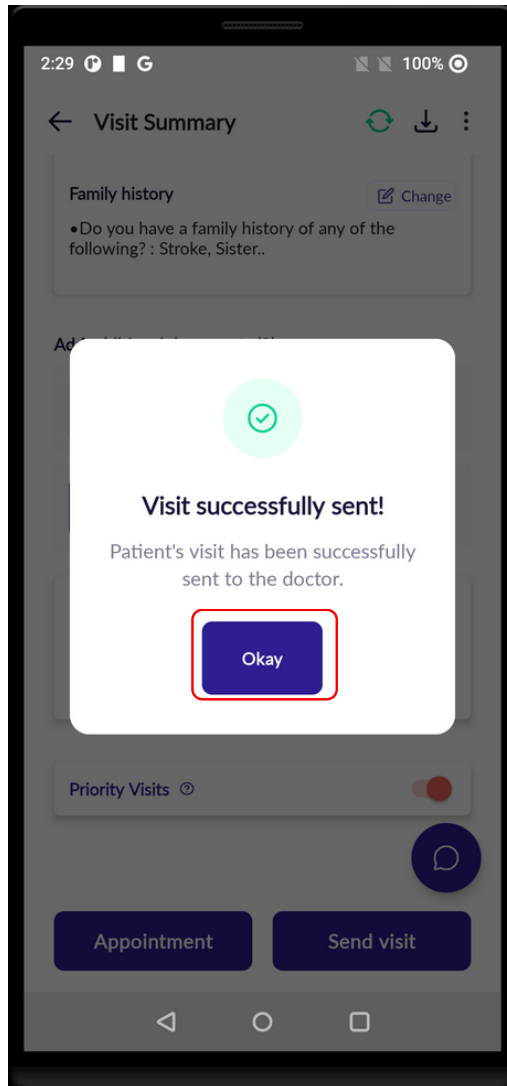 2:29 G 100%
Visit Summary
Family history
Change
•Do you have a family history of any of the
following? : Stroke, Sister..
Visit successfully sent!
Patient's visit has been successfully
sent to the doctor.
Okay
Priority Visits
Appointment
Send visit